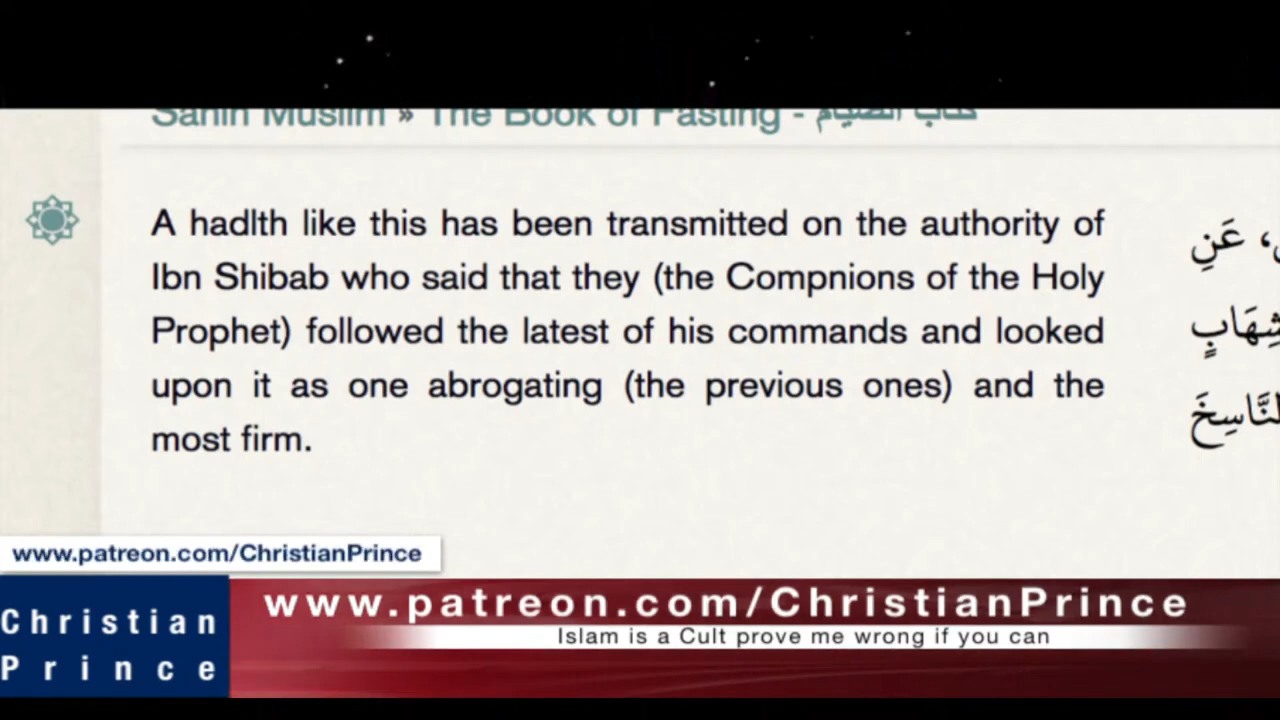 Sahih Muslim » The Book of Fasting - كتاب الصيام
A hadlth like this has been transmitted on the authority of
Ibn Shibab who said that they (the Compnions of the Holy
Prophet) followed the latest of his commands and looked
upon it as one abrogating (the previous ones) and the
most firm.
عَنِ
شِهَابٍ
النَّاسِخَ
www.patreon.com/ChristianPrince
Christian
Prince
www.patreon.com/ChristianPrince
Islam is a Cult prove me wrong if you can